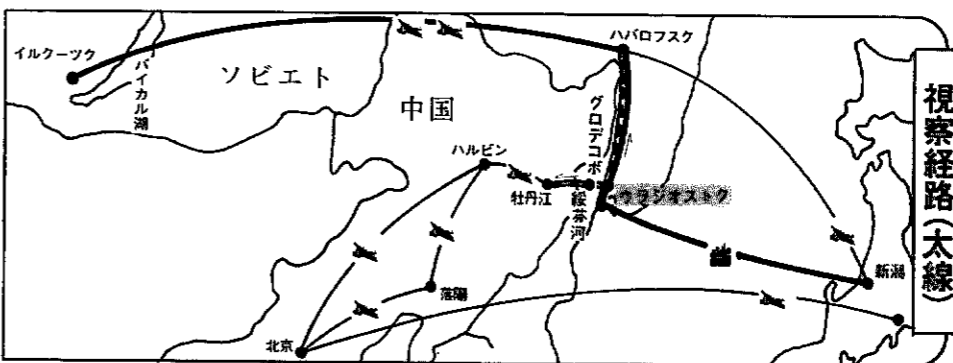 視察経路(太線)
イルクーツク
バイカル湖
ソビエト
中国
ハバロフスク
グロデコボ
ハルビン
牡丹江
綏芬河
ウラジオストク
新潟
落陽
北京